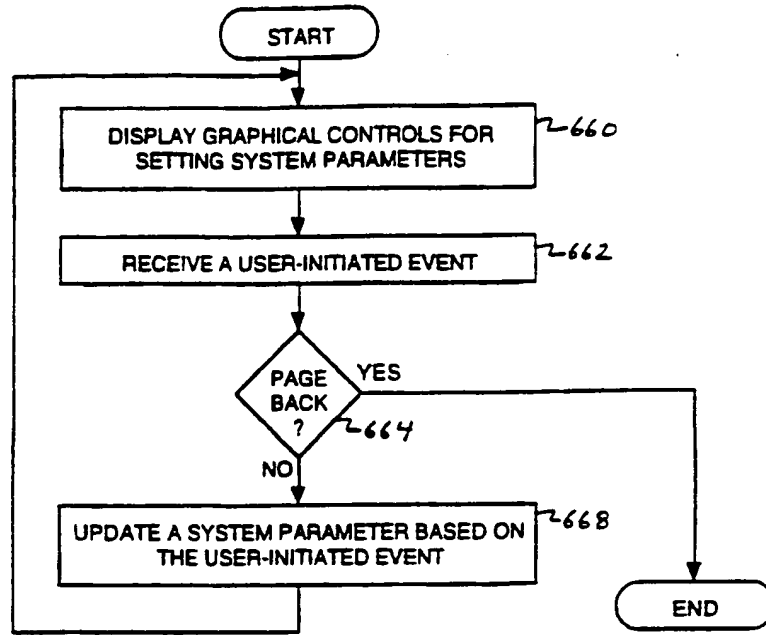 START
DISPLAY GRAPHICAL CONTROLS FOR
SETTING SYSTEM PARAMETERS
660
RECEIVE A USER-INITIATED EVENT
662
PAGE
BACK
?
YES
664
NO
UPDATE A SYSTEM PARAMETER BASED ON
THE USER-INITIATED EVENT
668
END